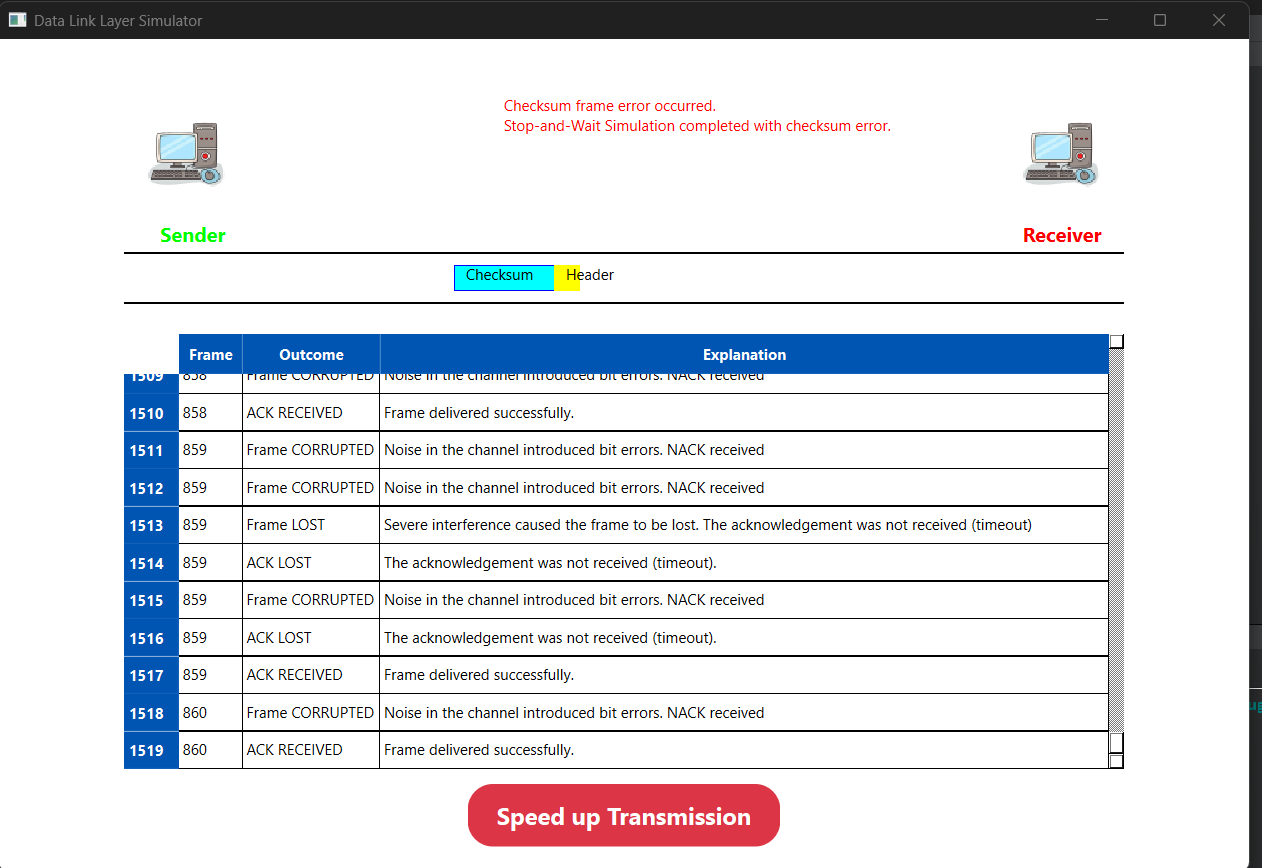 Data Link Layer Simulator
Checksum frame error occurred.
Stop-and-Wait Simulation completed with checksum error.
Sender
Receiver
Checksum Header
Frame Outcome Explanation
1509 858 Frame CORRUPTED Noise in the channel introduced bit errors. NACK received
1510 858 ACK RECEIVED Frame delivered successfully.
1511 859 Frame CORRUPTED Noise in the channel introduced bit errors. NACK received
1512 859 Frame CORRUPTED Noise in the channel introduced bit errors. NACK received
1513 859 Frame LOST Severe interference caused the frame to be lost. The acknowledgement was not received (timeout)
1514 859 ACK LOST The acknowledgement was not received (timeout).
1515 859 Frame CORRUPTED Noise in the channel introduced bit errors. NACK received
1516 859 ACK LOST The acknowledgement was not received (timeout).
1517 859 ACK RECEIVED Frame delivered successfully.
1518 860 Frame CORRUPTED Noise in the channel introduced bit errors. NACK received
1519 860 ACK RECEIVED Frame delivered successfully.
Speed up Transmission